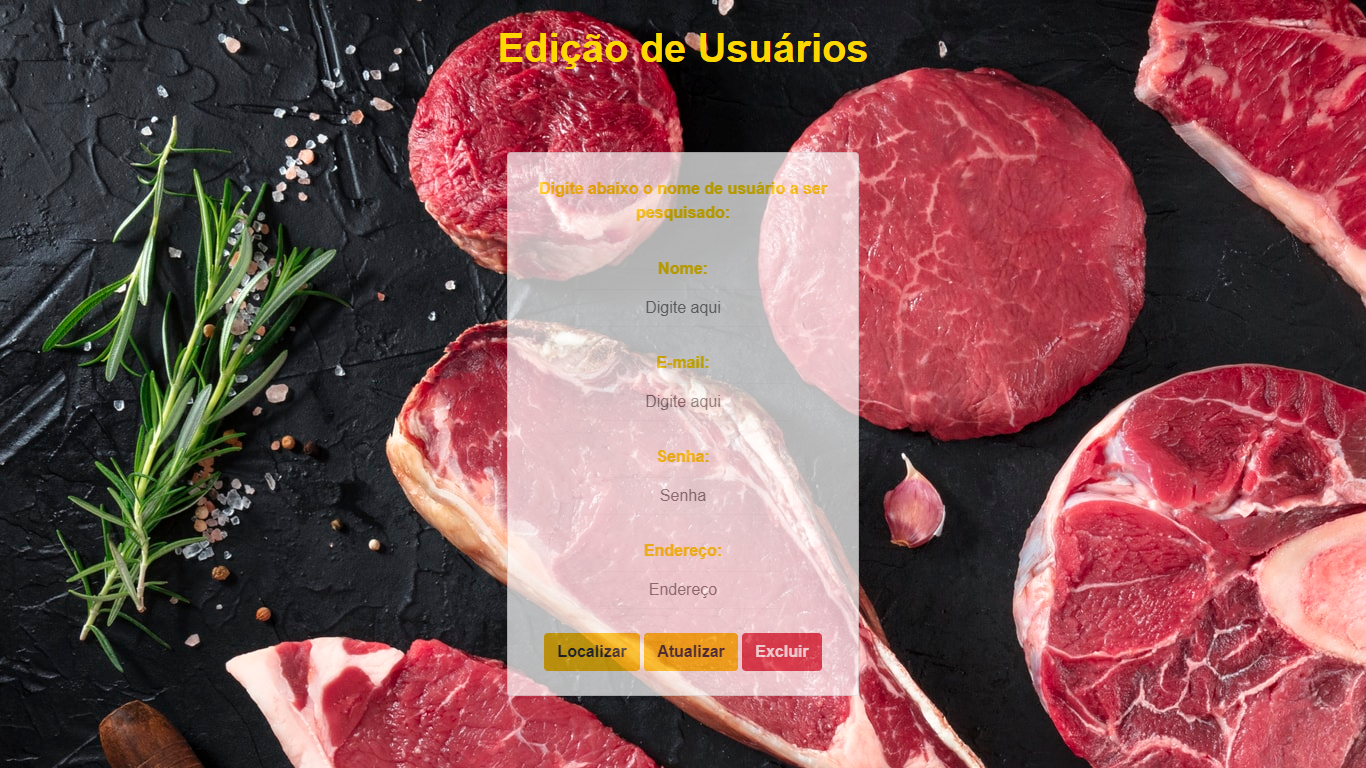 Edição de Usuários
Digite abaixo o nome de usuário a ser
pesquisado:
Nome:
Digite aqui
E-mail:
Digite aqui
Senha:
Senha
Endereço:
Endereço
Localizar Atualizar Excluir